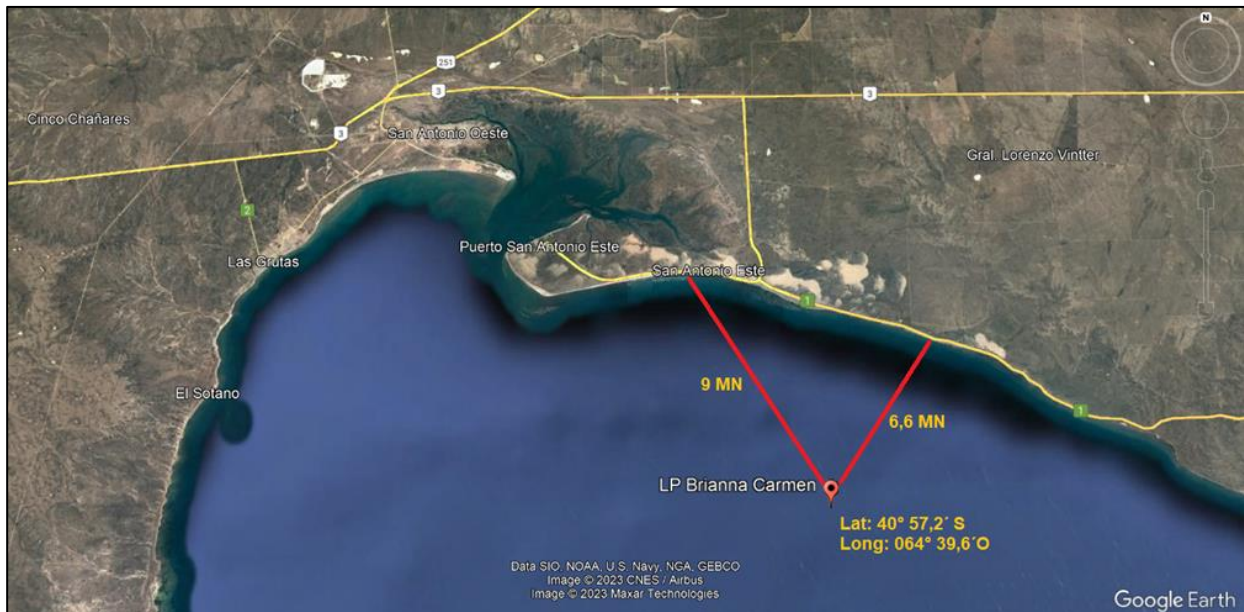 N
251
3
3
3
Cinco Chañares
San Antonio Oeste
Gral. Lorenzo Vintter
2
Puerto San Antonio Este
Las Grutas
San Antonio Este
1
El Sotano
9 MN
6,6 MN
1
LP Brianna Carmen
Lat: 40° 57,2´ S
Long: 064° 39,6´O
Data SIO, NOAA, U.S. Navy, NGA, GEBCO
Image © 2023 CNES / Airbus
Image © 2023 Maxar Technologies
Google Earth